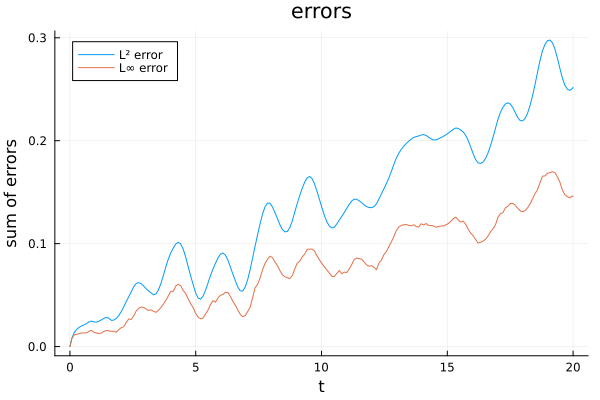 errors
L² error
L∞ error
sum of errors
0.3
0.2
0.1
0.0
0 5 10 15 20
t